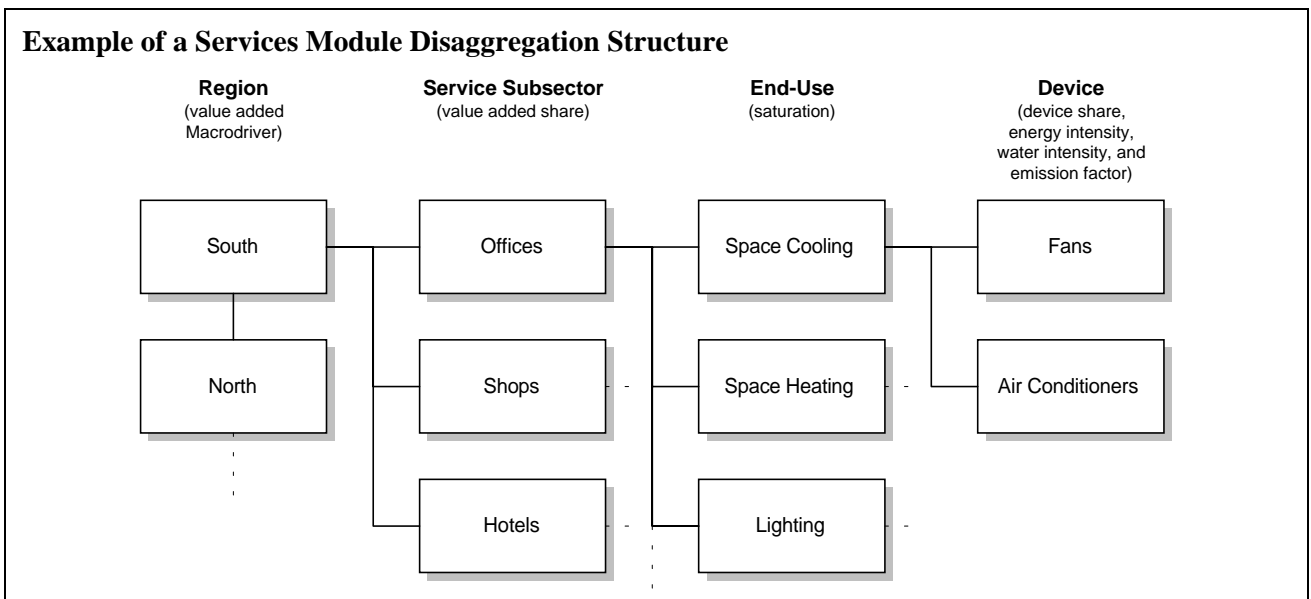 Example of a Services Module Disaggregation Structure
Region
(value added
Macrodriver)
Service Subsector
(value added share)
End-Use
(saturation)
Device
(device share,
energy intensity,
water intensity, and
emission factor)
South
Offices
Space Cooling
Fans
North
Shops
Space Heating
Air Conditioners
Hotels
Lighting